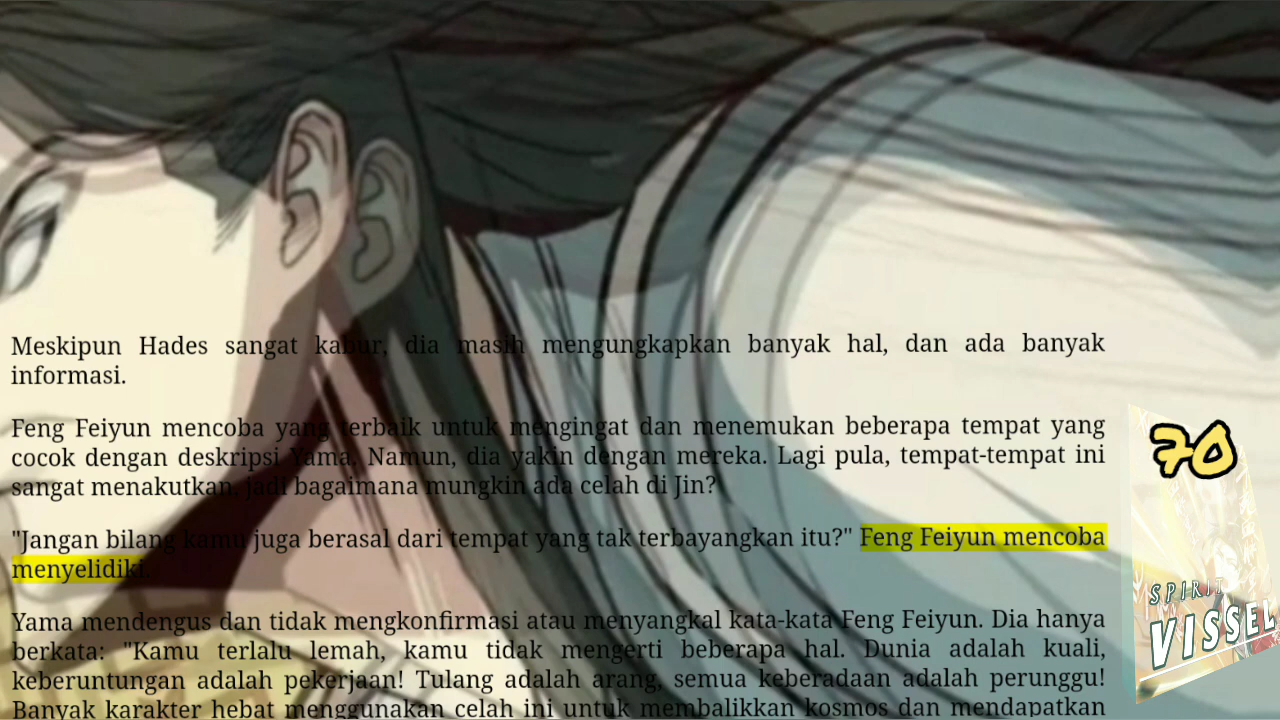 Meskipun Hades sangat kabur, dia masih mengungkapkan banyak hal, dan ada banyak
informasi.
Feng Feiyun mencoba yang terbaik untuk mengingat dan menemukan beberapa tempat yang
cocok dengan deskripsi Yama. Namun, dia yakin dengan mereka. Lagi pula, tempat-tempat ini
sangat menakutkan, jadi bagaimana mungkin ada celah di Jin?
"Jangan bilang kamu juga berasal dari tempat yang tak terbayangkan itu?" Feng Feiyun mencoba
menyelidiki.
Yama mendengus dan tidak mengkonfirmasi atau menyangkal kata-kata Feng Feiyun. Dia hanya
berkata: "Kamu terlalu lemah, kamu tidak mengerti beberapa hal. Dunia adalah kuali,
keberuntungan adalah pekerjaan! Tulang adalah arang, semua keberadaan adalah perunggu!
Banyak karakter hebat menggunakan celah ini untuk membalikkan kosmos dan mendapatkan
70
SPIRIT
VISSEL